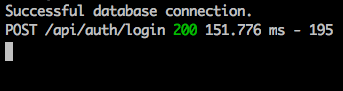 Successful database connection.
POST /api/auth/login 200 151.776 ms - 195